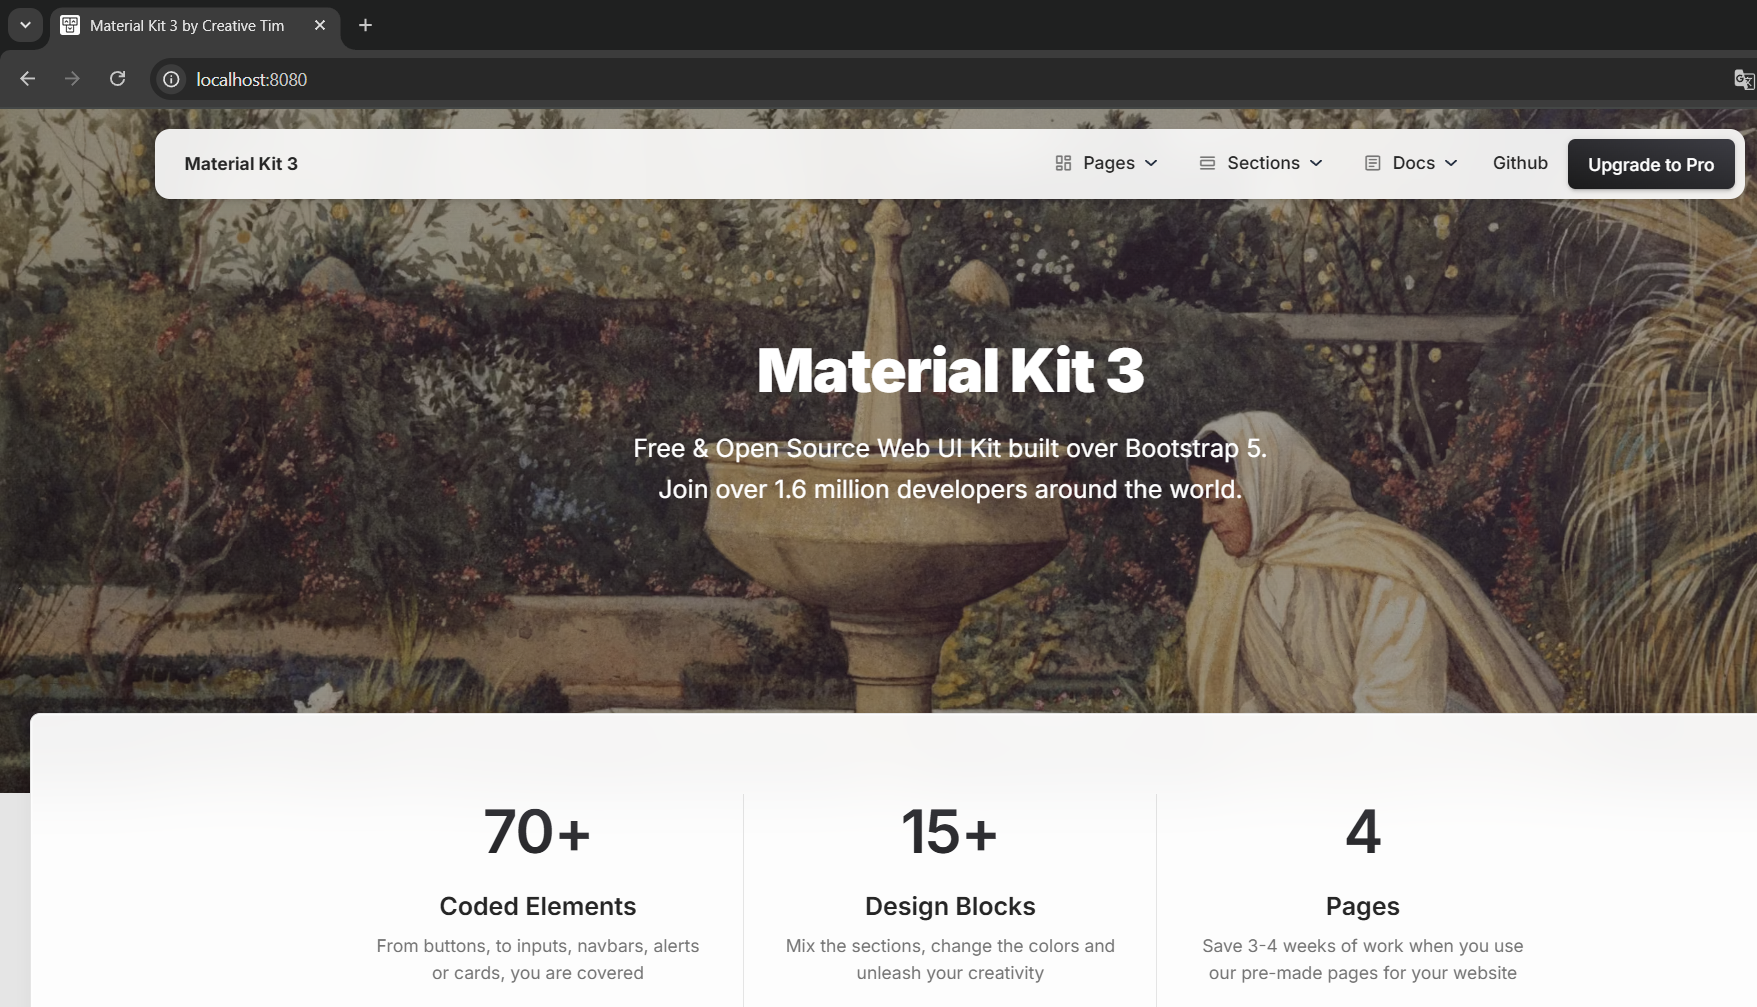 Material Kit 3 by Creative Tim
localhost:8080
Material Kit 3
Pages
Sections
Docs
Github
Upgrade to Pro
Material Kit 3
Free & Open Source Web UI Kit built over Bootstrap 5.
Join over 1.6 million developers around the world.
70+
Coded Elements
From buttons, to inputs, navbars, alerts
or cards, you are covered
15+
Design Blocks
Mix the sections, change the colors and
unleash your creativity
4
Pages
Save 3-4 weeks of work when you use
our pre-made pages for your website